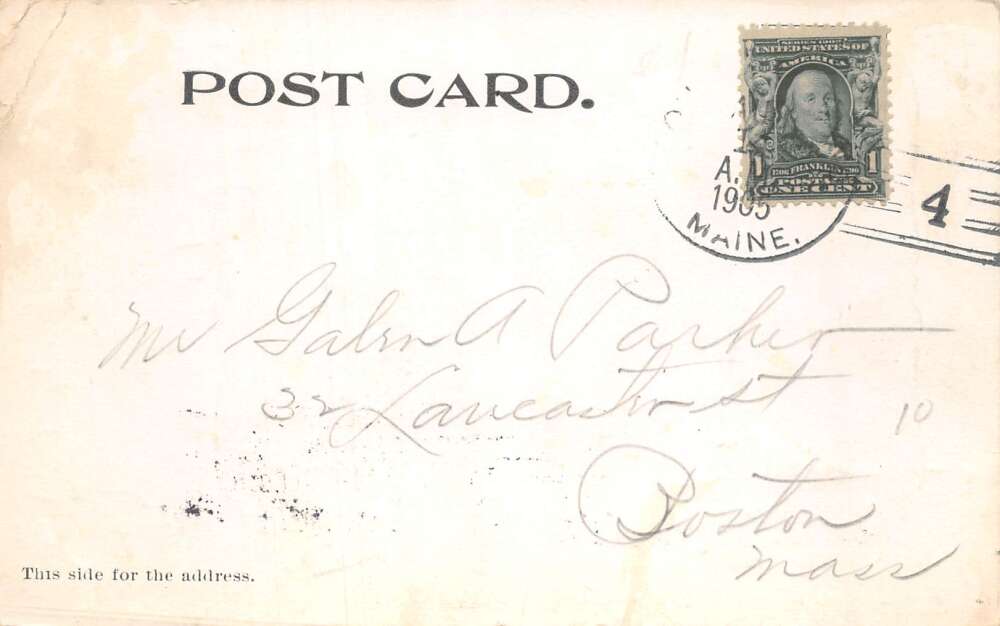 POST CARD.
SERIES 1902
UNITED STATES OF
AMERICA
1706 FRANKLIN 1790
POSTAGE
1 ONE CENT 1
A.
1905
MAINE.
4
Mr Galen A Parker
32 Lancaster st
10
Boston
Mass
This side for the address.